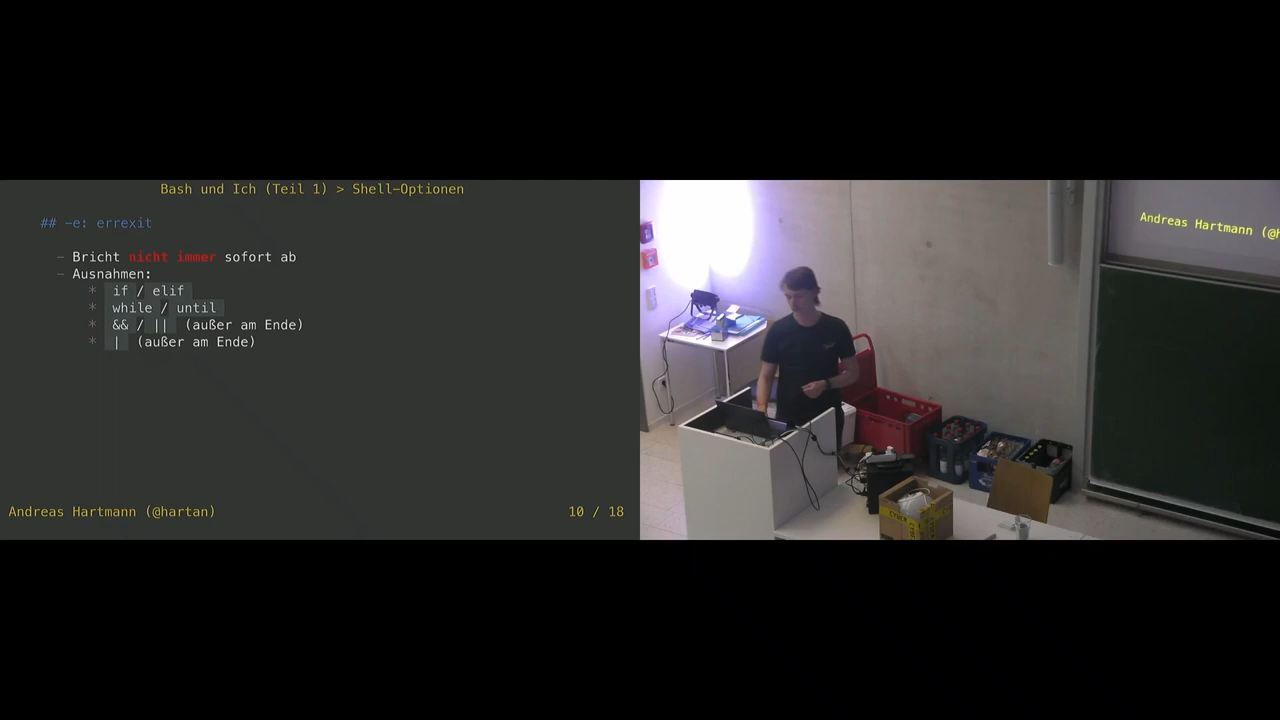 Bash und Ich (Teil 1) > Shell-Optionen
## -e: errexit
- Bricht nicht immer sofort ab
- Ausnahmen:
* if / elif
* while / until
* && / || (außer am Ende)
* | (außer am Ende)
Andreas Hartmann (@hartan)
10 / 18
Andreas Hartmann (@h
CYBER